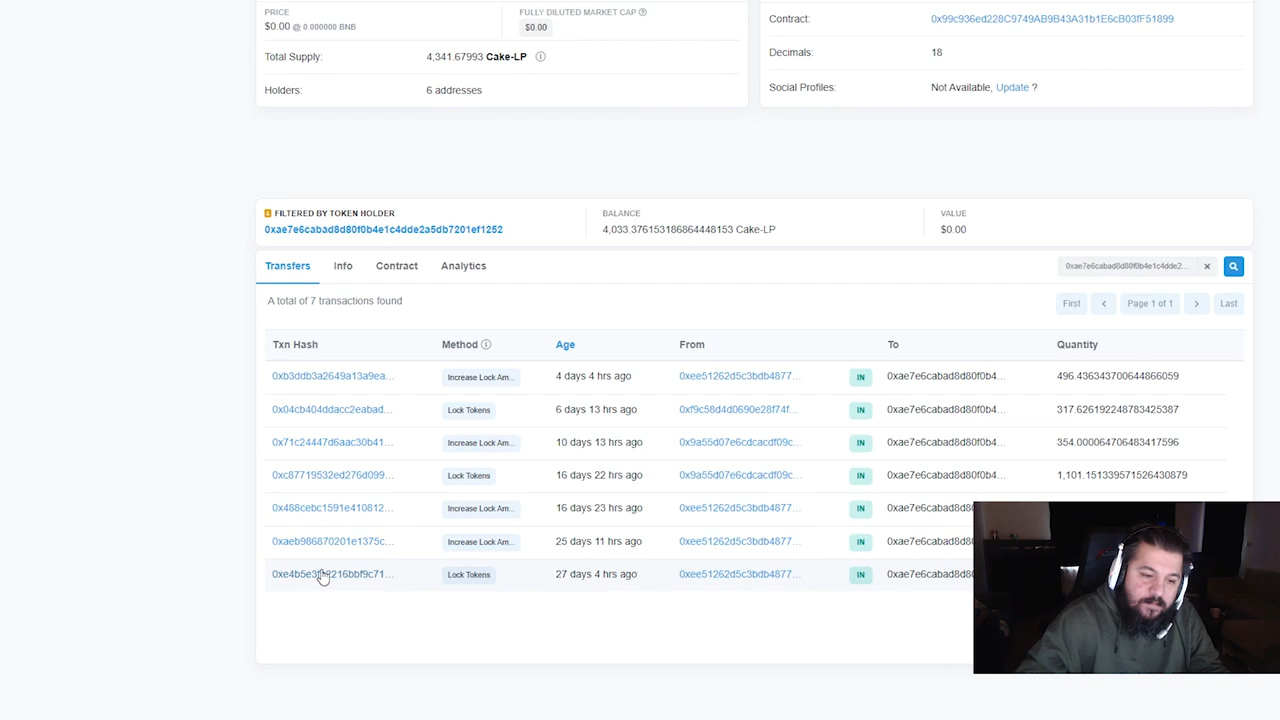 PRICE
$0.00 @ 0.000000 BNB
FULLY DILUTED MARKET CAP
$0.00
Total Supply:
4,341.67993 Cake-LP
Holders:
6 addresses
Contract:
0x99c936ed228C9749AB9B43A31b1E6cB03fF51899
Decimals:
18
Social Profiles:
Not Available, Update ?
FILTERED BY TOKEN HOLDER
0xae7e6cabad8d80f0b4e1c4dde2a5db7201ef1252
BALANCE
4,033.376153186864448153 Cake-LP
VALUE
$0.00
Transfers Info Contract Analytics
0xae7e6cabad8d80f0b4e1c4dde2...
A total of 7 transactions found
First Page 1 of 1 Last
Txn Hash Method Age From To Quantity
0xb3ddb3a2649a13a9ea... Increase Lock Am... 4 days 4 hrs ago 0xee51262d5c3bdb4877... IN 0xae7e6cabad8d80f0b4... 496.436343700644866059
0x04cb404ddacc2eabad... Lock Tokens 6 days 13 hrs ago 0xf9c58d4d0690e28f74f... IN 0xae7e6cabad8d80f0b4... 317.626192248783425387
0x71c24447d6aac30b41... Increase Lock Am... 10 days 13 hrs ago 0x9a55d07e6cdcacdf09c... IN 0xae7e6cabad8d80f0b4... 354.000064706483417596
0xc87719532ed276d099... Lock Tokens 16 days 22 hrs ago 0x9a55d07e6cdcacdf09c... IN 0xae7e6cabad8d80f0b4... 1,101.151339571526430879
0x488cebc1591e410812... Increase Lock Am... 16 days 23 hrs ago 0xee51262d5c3bdb4877... IN 0xae7e6cabad8d80f0b4
0xaeb986870201e1375c... Increase Lock Am... 25 days 11 hrs ago 0xee51262d5c3bdb4877... IN 0xae7e6cabad8d80f0b4
Lock Tokens 27 days 4 hrs ago 0xee51262d5c3bdb4877... IN 0xae7e6cabad8d80f0b4